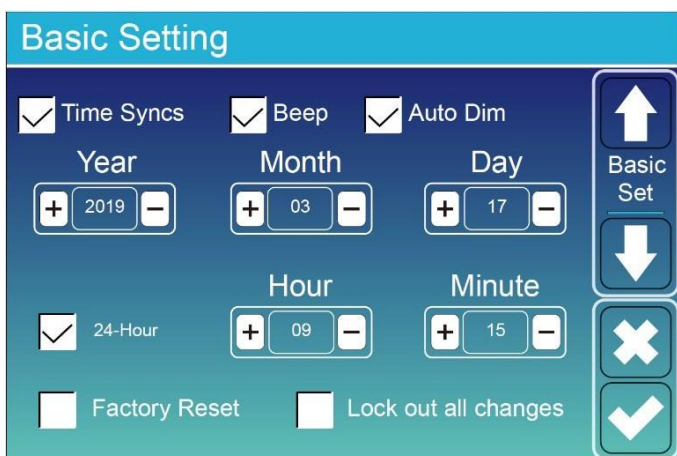 Basic Setting
Time Syncs Beep Auto Dim
Year Month Day
+ 2019 − + 03 − + 17 −
Basic
Set
Hour Minute
24-Hour + 09 − + 15 −
Factory Reset Lock out all changes